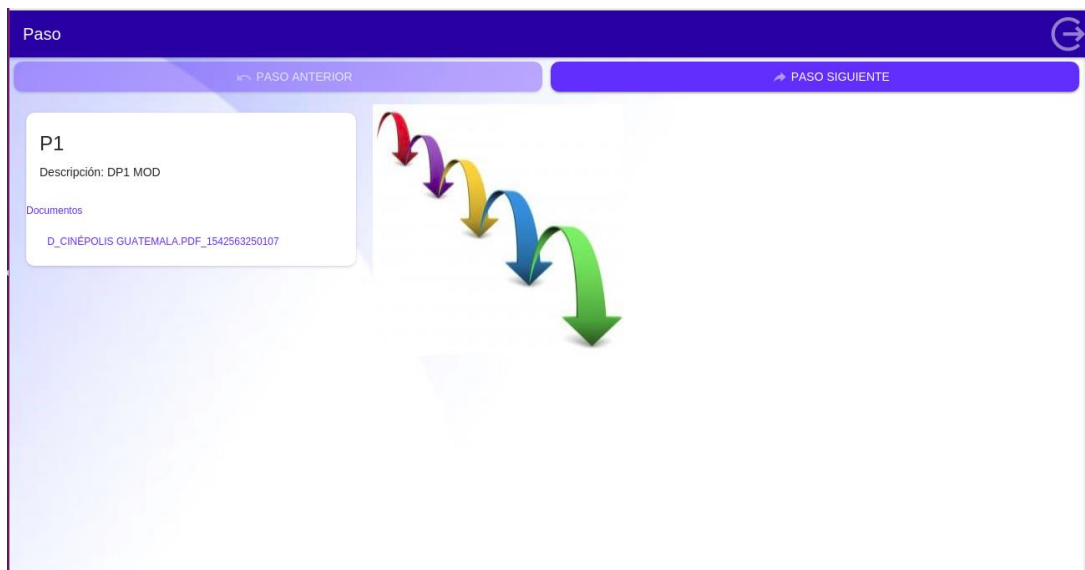 Paso
PASO ANTERIOR
PASO SIGUIENTE
P1
Descripción: DP1 MOD
Documentos
D_CINÉPOLIS GUATEMALA.PDF_1542563250107